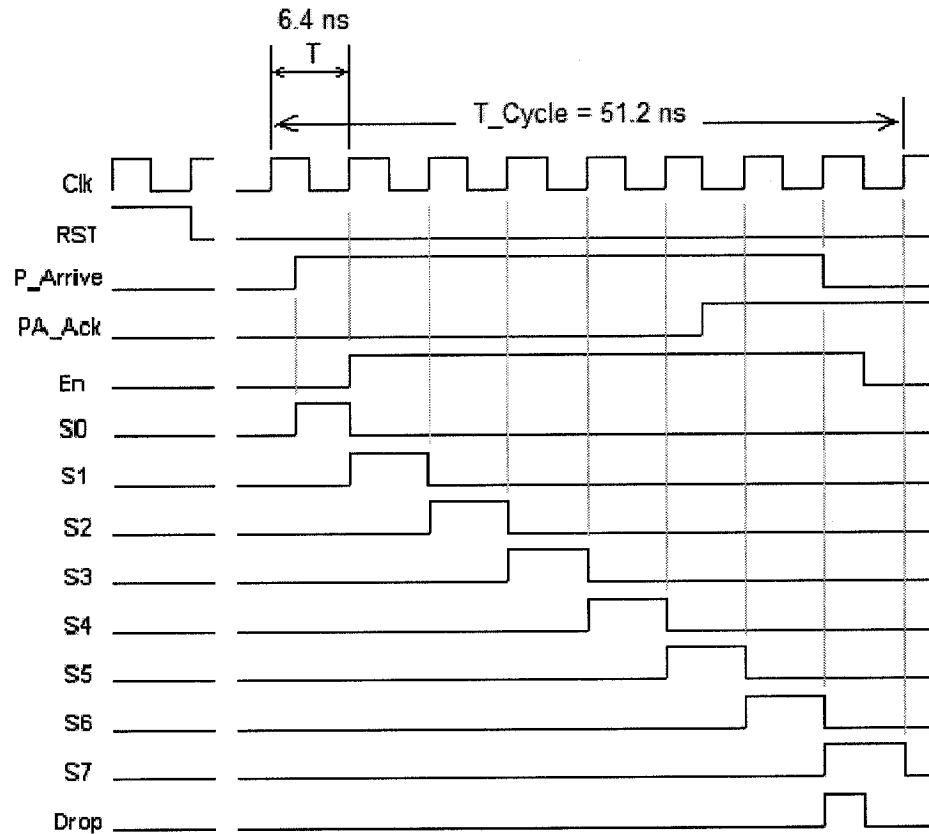 6.4 ns
T
T_Cycle = 51.2 ns
Clk
RST
P_Arrive
PA_Ack
En
S0
S1
S2
S3
S4
S5
S6
S7
Drop